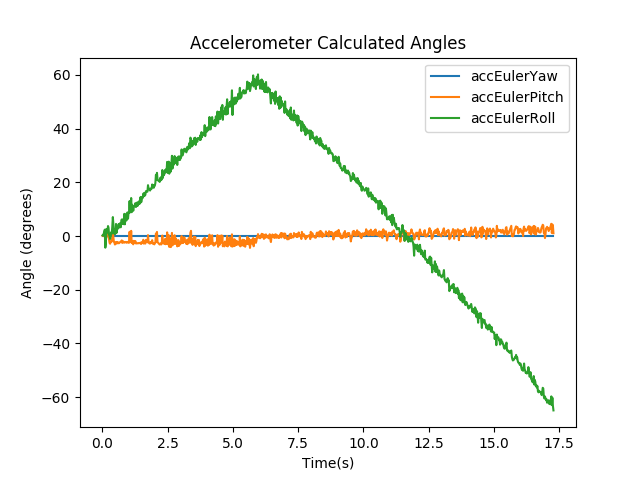 Accelerometer Calculated Angles
accEulerYaw
accEulerPitch
accEulerRoll
Angle (degrees)
60
40
20
0
−20
−40
−60
0.0 2.5 5.0 7.5 10.0 12.5 15.0 17.5
Time(s)